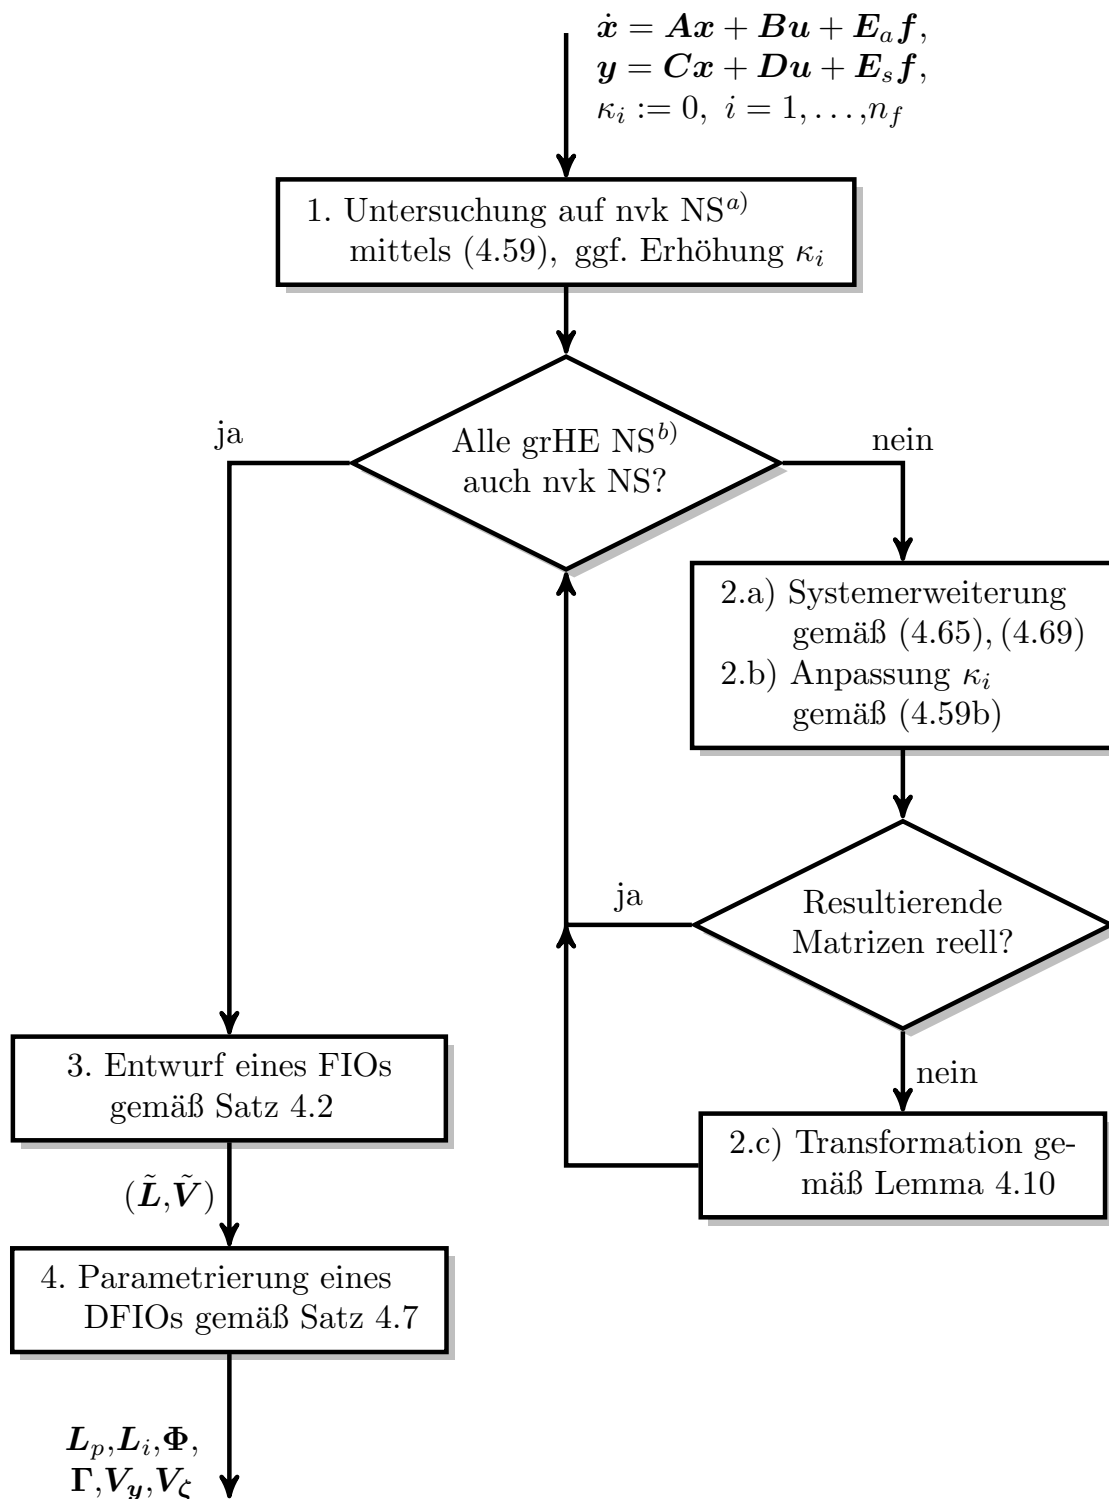 ẋ = Ax + Bu + E_a f,
y = Cx + Du + E_s f,
κ_i := 0, i = 1, . . . ,n_f
1. Untersuchung auf nvk NS^a)
mittels (4.59), ggf. Erhöhung κ_i
Alle grHE NS^b)
auch nvk NS?
ja
nein
2.a) Systemerweiterung
gemäß (4.65), (4.69)
2.b) Anpassung κ_i
gemäß (4.59b)
Resultierende
Matrizen reell?
ja
nein
2.c) Transformation ge-
mäß Lemma 4.10
3. Entwurf eines FIOs
gemäß Satz 4.2
(L̃,Ṽ)
4. Parametrierung eines
DFIOs gemäß Satz 4.7
L_p,L_i,Φ,
Γ,V_y,V_ζ